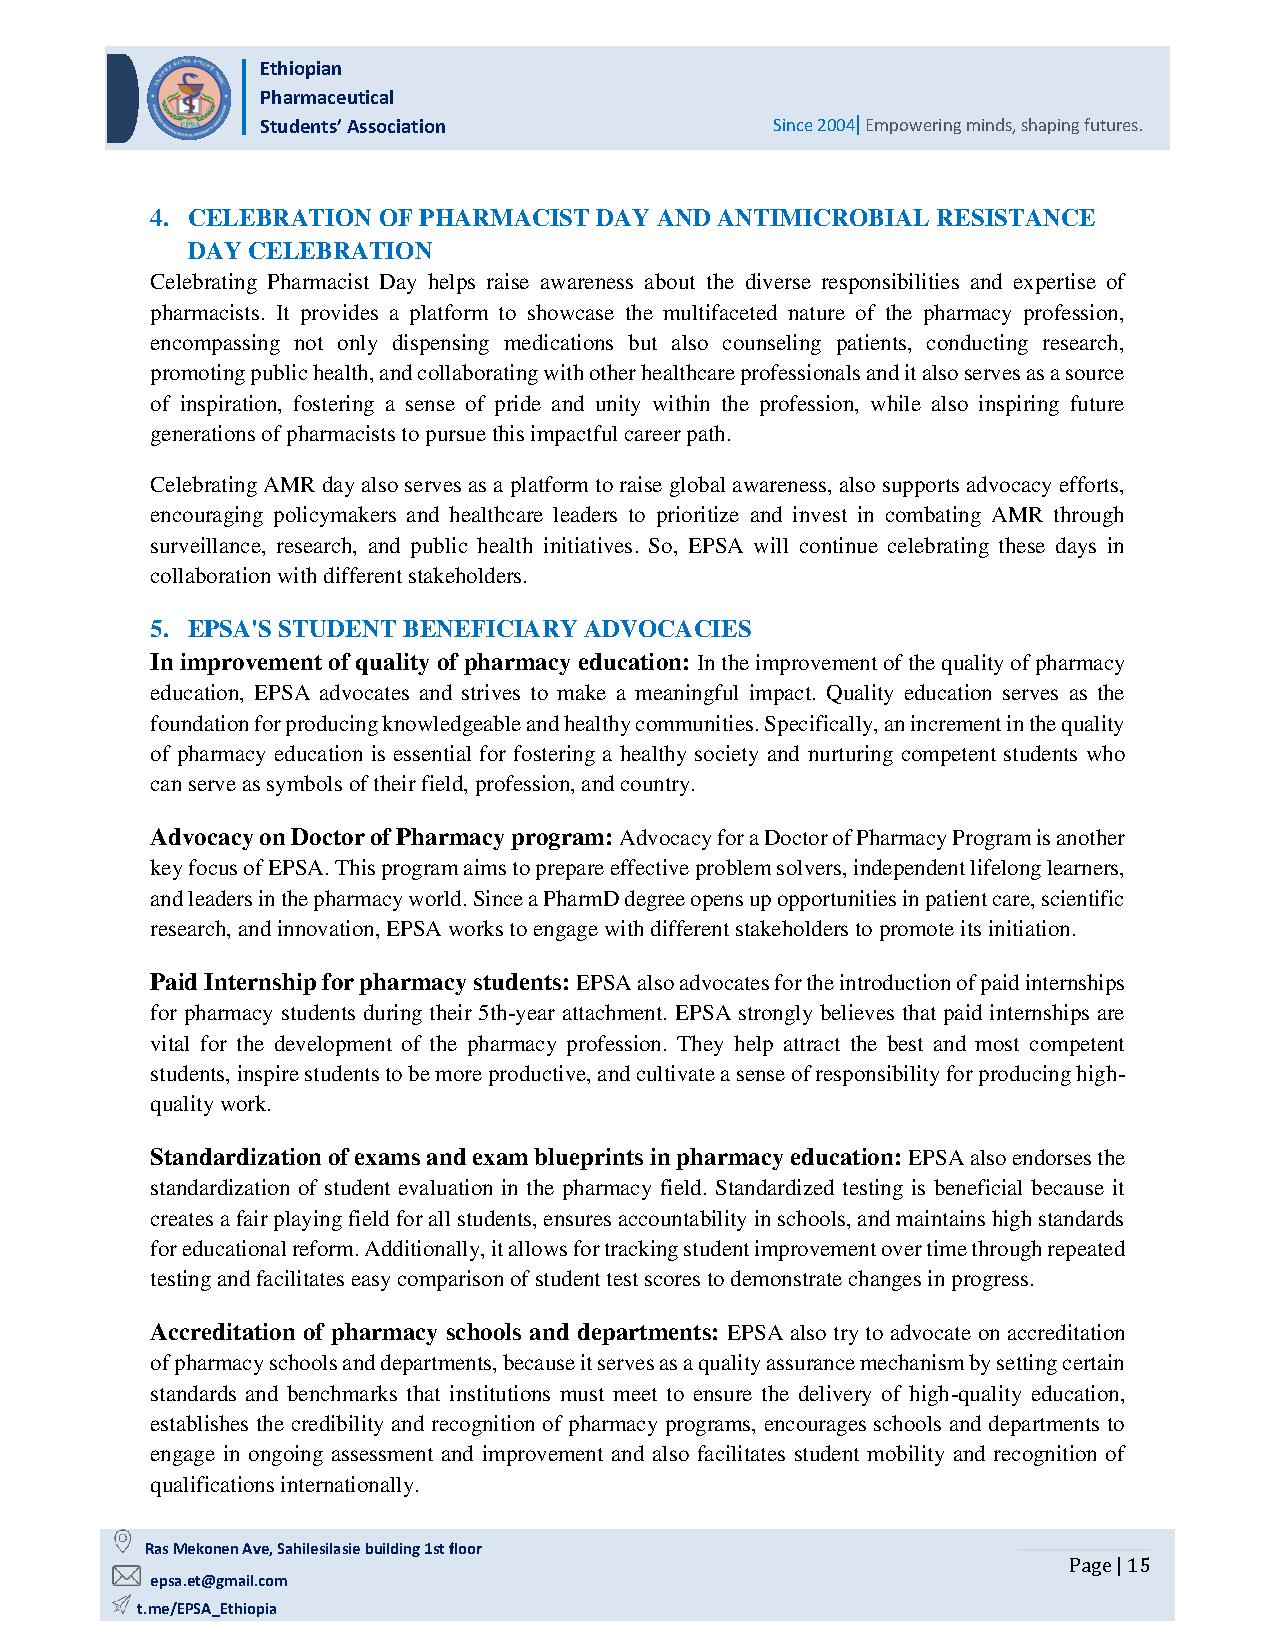 Ethiopian
Pharmaceutical
Students’ Association
Since 2004| Empowering minds, shaping futures.
EPSA
4. CELEBRATION OF PHARMACIST DAY AND ANTIMICROBIAL RESISTANCE
DAY CELEBRATION
Celebrating Pharmacist Day helps raise awareness about the diverse responsibilities and expertise of
pharmacists. It provides a platform to showcase the multifaceted nature of the pharmacy profession,
encompassing not only dispensing medications but also counseling patients, conducting research,
promoting public health, and collaborating with other healthcare professionals and it also serves as a source
of inspiration, fostering a sense of pride and unity within the profession, while also inspiring future
generations of pharmacists to pursue this impactful career path.
Celebrating AMR day also serves as a platform to raise global awareness, also supports advocacy efforts,
encouraging policymakers and healthcare leaders to prioritize and invest in combating AMR through
surveillance, research, and public health initiatives. So, EPSA will continue celebrating these days in
collaboration with different stakeholders.
5. EPSA'S STUDENT BENEFICIARY ADVOCACIES
In improvement of quality of pharmacy education: In the improvement of the quality of pharmacy
education, EPSA advocates and strives to make a meaningful impact. Quality education serves as the
foundation for producing knowledgeable and healthy communities. Specifically, an increment in the quality
of pharmacy education is essential for fostering a healthy society and nurturing competent students who
can serve as symbols of their field, profession, and country.
Advocacy on Doctor of Pharmacy program: Advocacy for a Doctor of Pharmacy Program is another
key focus of EPSA. This program aims to prepare effective problem solvers, independent lifelong learners,
and leaders in the pharmacy world. Since a PharmD degree opens up opportunities in patient care, scientific
research, and innovation, EPSA works to engage with different stakeholders to promote its initiation.
Paid Internship for pharmacy students: EPSA also advocates for the introduction of paid internships
for pharmacy students during their 5th-year attachment. EPSA strongly believes that paid internships are
vital for the development of the pharmacy profession. They help attract the best and most competent
students, inspire students to be more productive, and cultivate a sense of responsibility for producing high-
quality work.
Standardization of exams and exam blueprints in pharmacy education: EPSA also endorses the
standardization of student evaluation in the pharmacy field. Standardized testing is beneficial because it
creates a fair playing field for all students, ensures accountability in schools, and maintains high standards
for educational reform. Additionally, it allows for tracking student improvement over time through repeated
testing and facilitates easy comparison of student test scores to demonstrate changes in progress.
Accreditation of pharmacy schools and departments: EPSA also try to advocate on accreditation
of pharmacy schools and departments, because it serves as a quality assurance mechanism by setting certain
standards and benchmarks that institutions must meet to ensure the delivery of high-quality education,
establishes the credibility and recognition of pharmacy programs, encourages schools and departments to
engage in ongoing assessment and improvement and also facilitates student mobility and recognition of
qualifications internationally.
Ras Mekonen Ave, Sahilesilasie building 1st floor
epsa.et@gmail.com
t.me/EPSA_Ethiopia
Page | 15